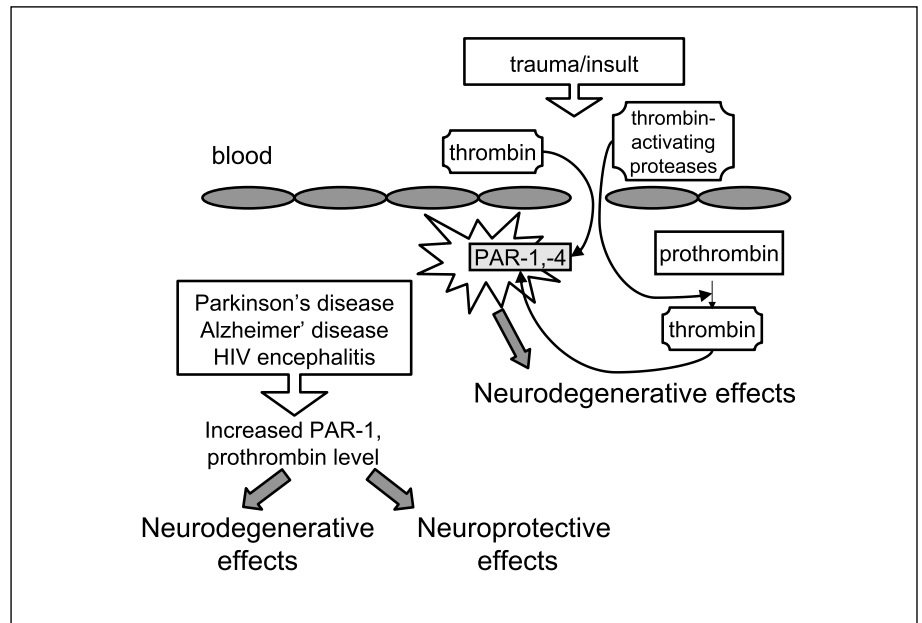 trauma/insult
thrombin-
activating
proteases
blood
thrombin
PAR-1,-4
prothrombin
thrombin
Neurodegenerative effects
Parkinson's disease
Alzheimer' disease
HIV encephalitis
Increased PAR-1,
prothrombin level
Neurodegenerative
effects
Neuroprotective
effects